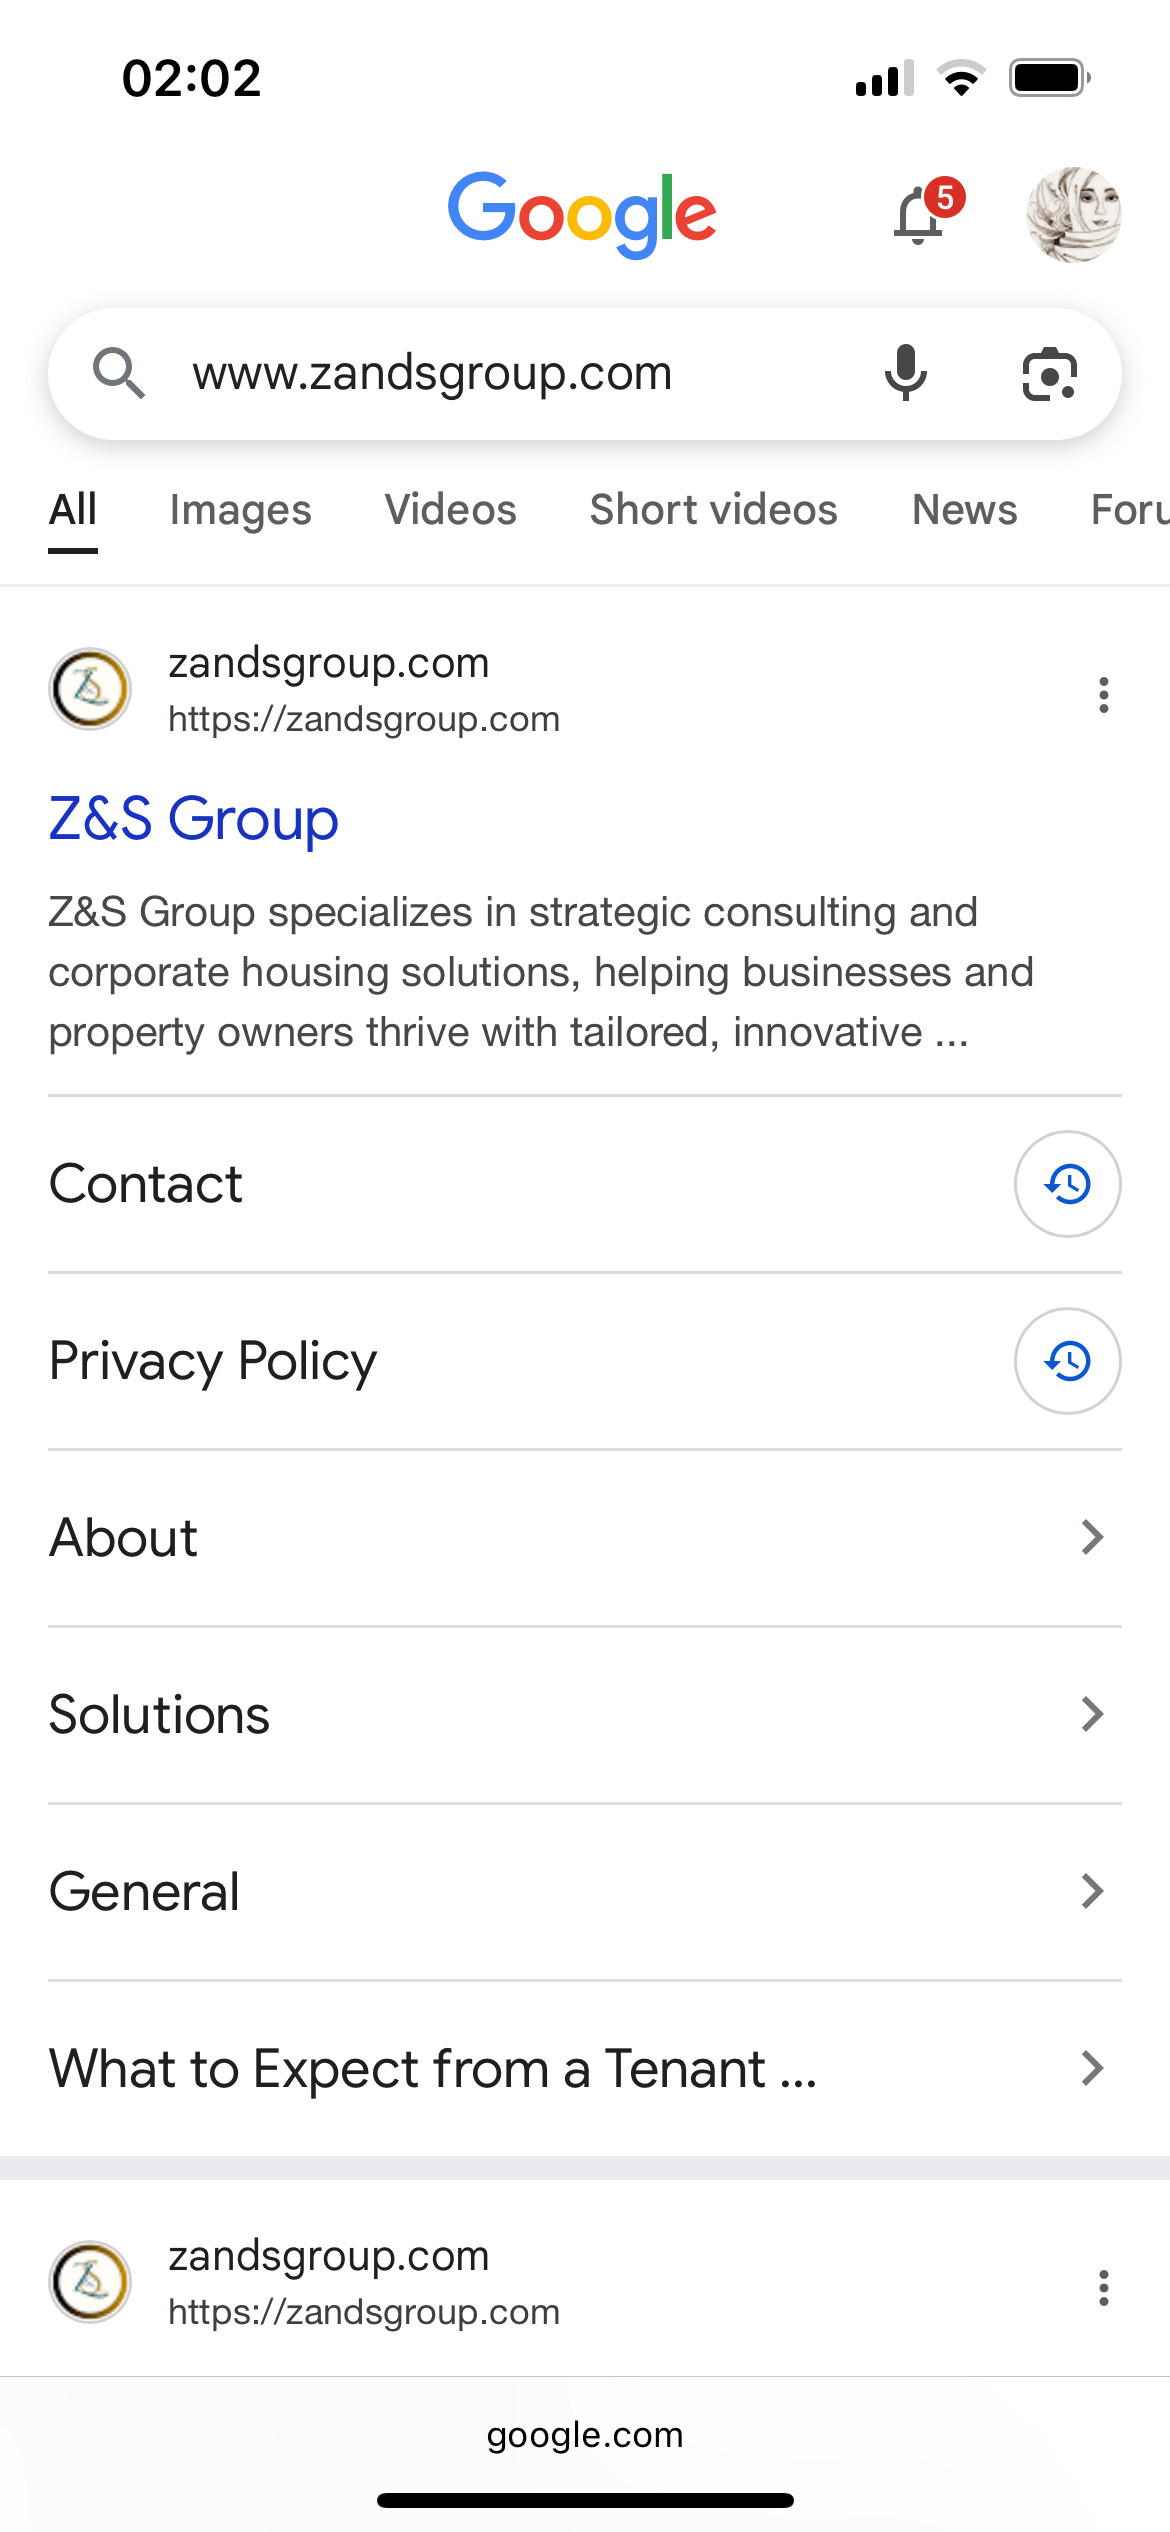 02:02
Google
5
www.zandsgroup.com
All Images Videos Short videos News Foru
zandsgroup.com
https://zandsgroup.com
Z&S Group
Z&S Group specializes in strategic consulting and
corporate housing solutions, helping businesses and
property owners thrive with tailored, innovative ...
Contact
Privacy Policy
About
Solutions
General
What to Expect from a Tenant ...
zandsgroup.com
https://zandsgroup.com
google.com